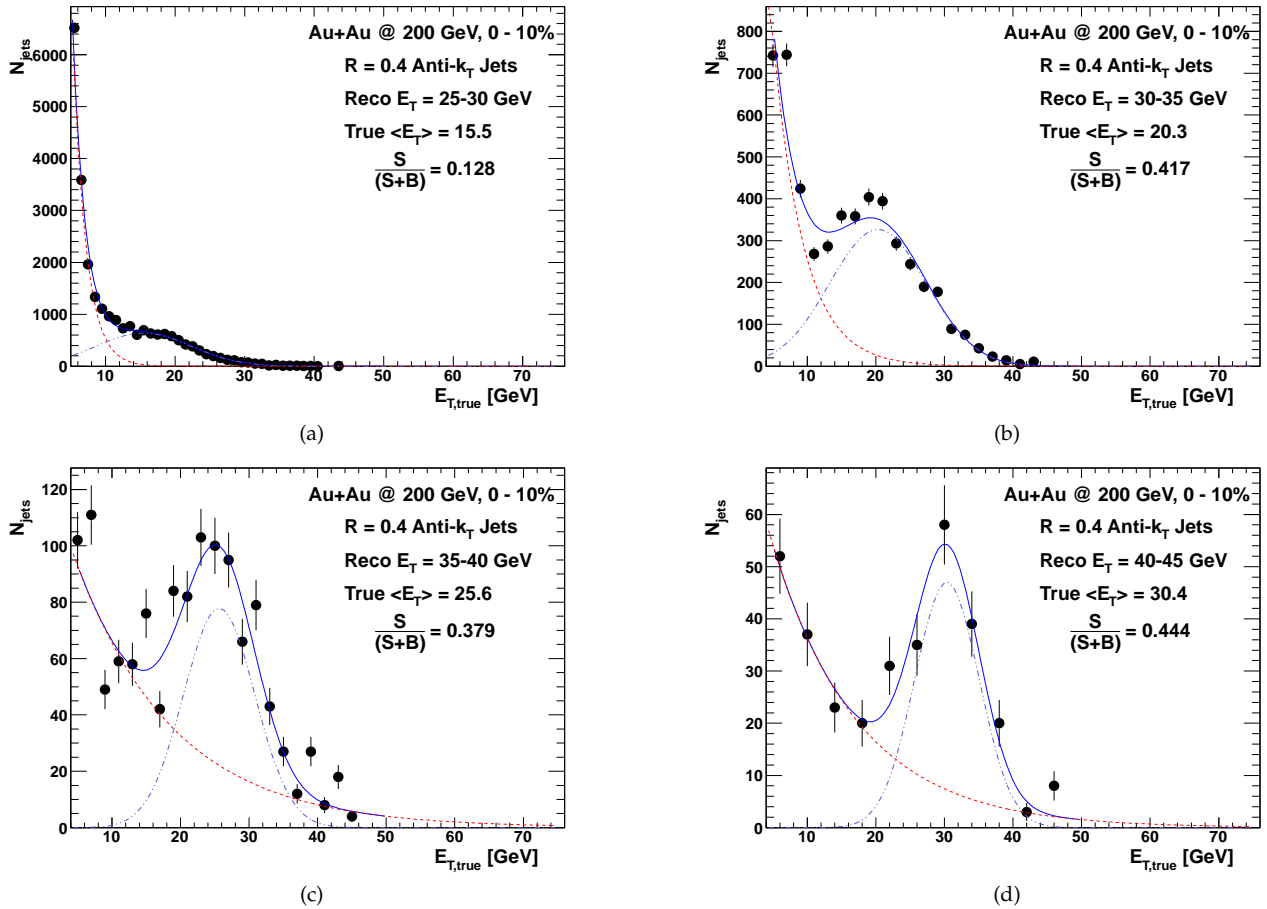 Au+Au @ 200 GeV, 0 - 10%
R = 0.4 Anti-k_T Jets
Reco E_T = 25-30 GeV
True <E_T> = 15.5
S/(S+B) = 0.128
N_jets
6000
5000
4000
3000
2000
1000
0
10 20 30 40 50 60 70
E_T,true [GeV]
(a)
Au+Au @ 200 GeV, 0 - 10%
R = 0.4 Anti-k_T Jets
Reco E_T = 30-35 GeV
True <E_T> = 20.3
S/(S+B) = 0.417
N_jets
800
700
600
500
400
300
200
100
0
10 20 30 40 50 60 70
E_T,true [GeV]
(b)
Au+Au @ 200 GeV, 0 - 10%
R = 0.4 Anti-k_T Jets
Reco E_T = 35-40 GeV
True <E_T> = 25.6
S/(S+B) = 0.379
N_jets
120
100
80
60
40
20
0
10 20 30 40 50 60 70
E_T,true [GeV]
(c)
Au+Au @ 200 GeV, 0 - 10%
R = 0.4 Anti-k_T Jets
Reco E_T = 40-45 GeV
True <E_T> = 30.4
S/(S+B) = 0.444
N_jets
60
50
40
30
20
10
0
10 20 30 40 50 60 70
E_T,true [GeV]
(d)